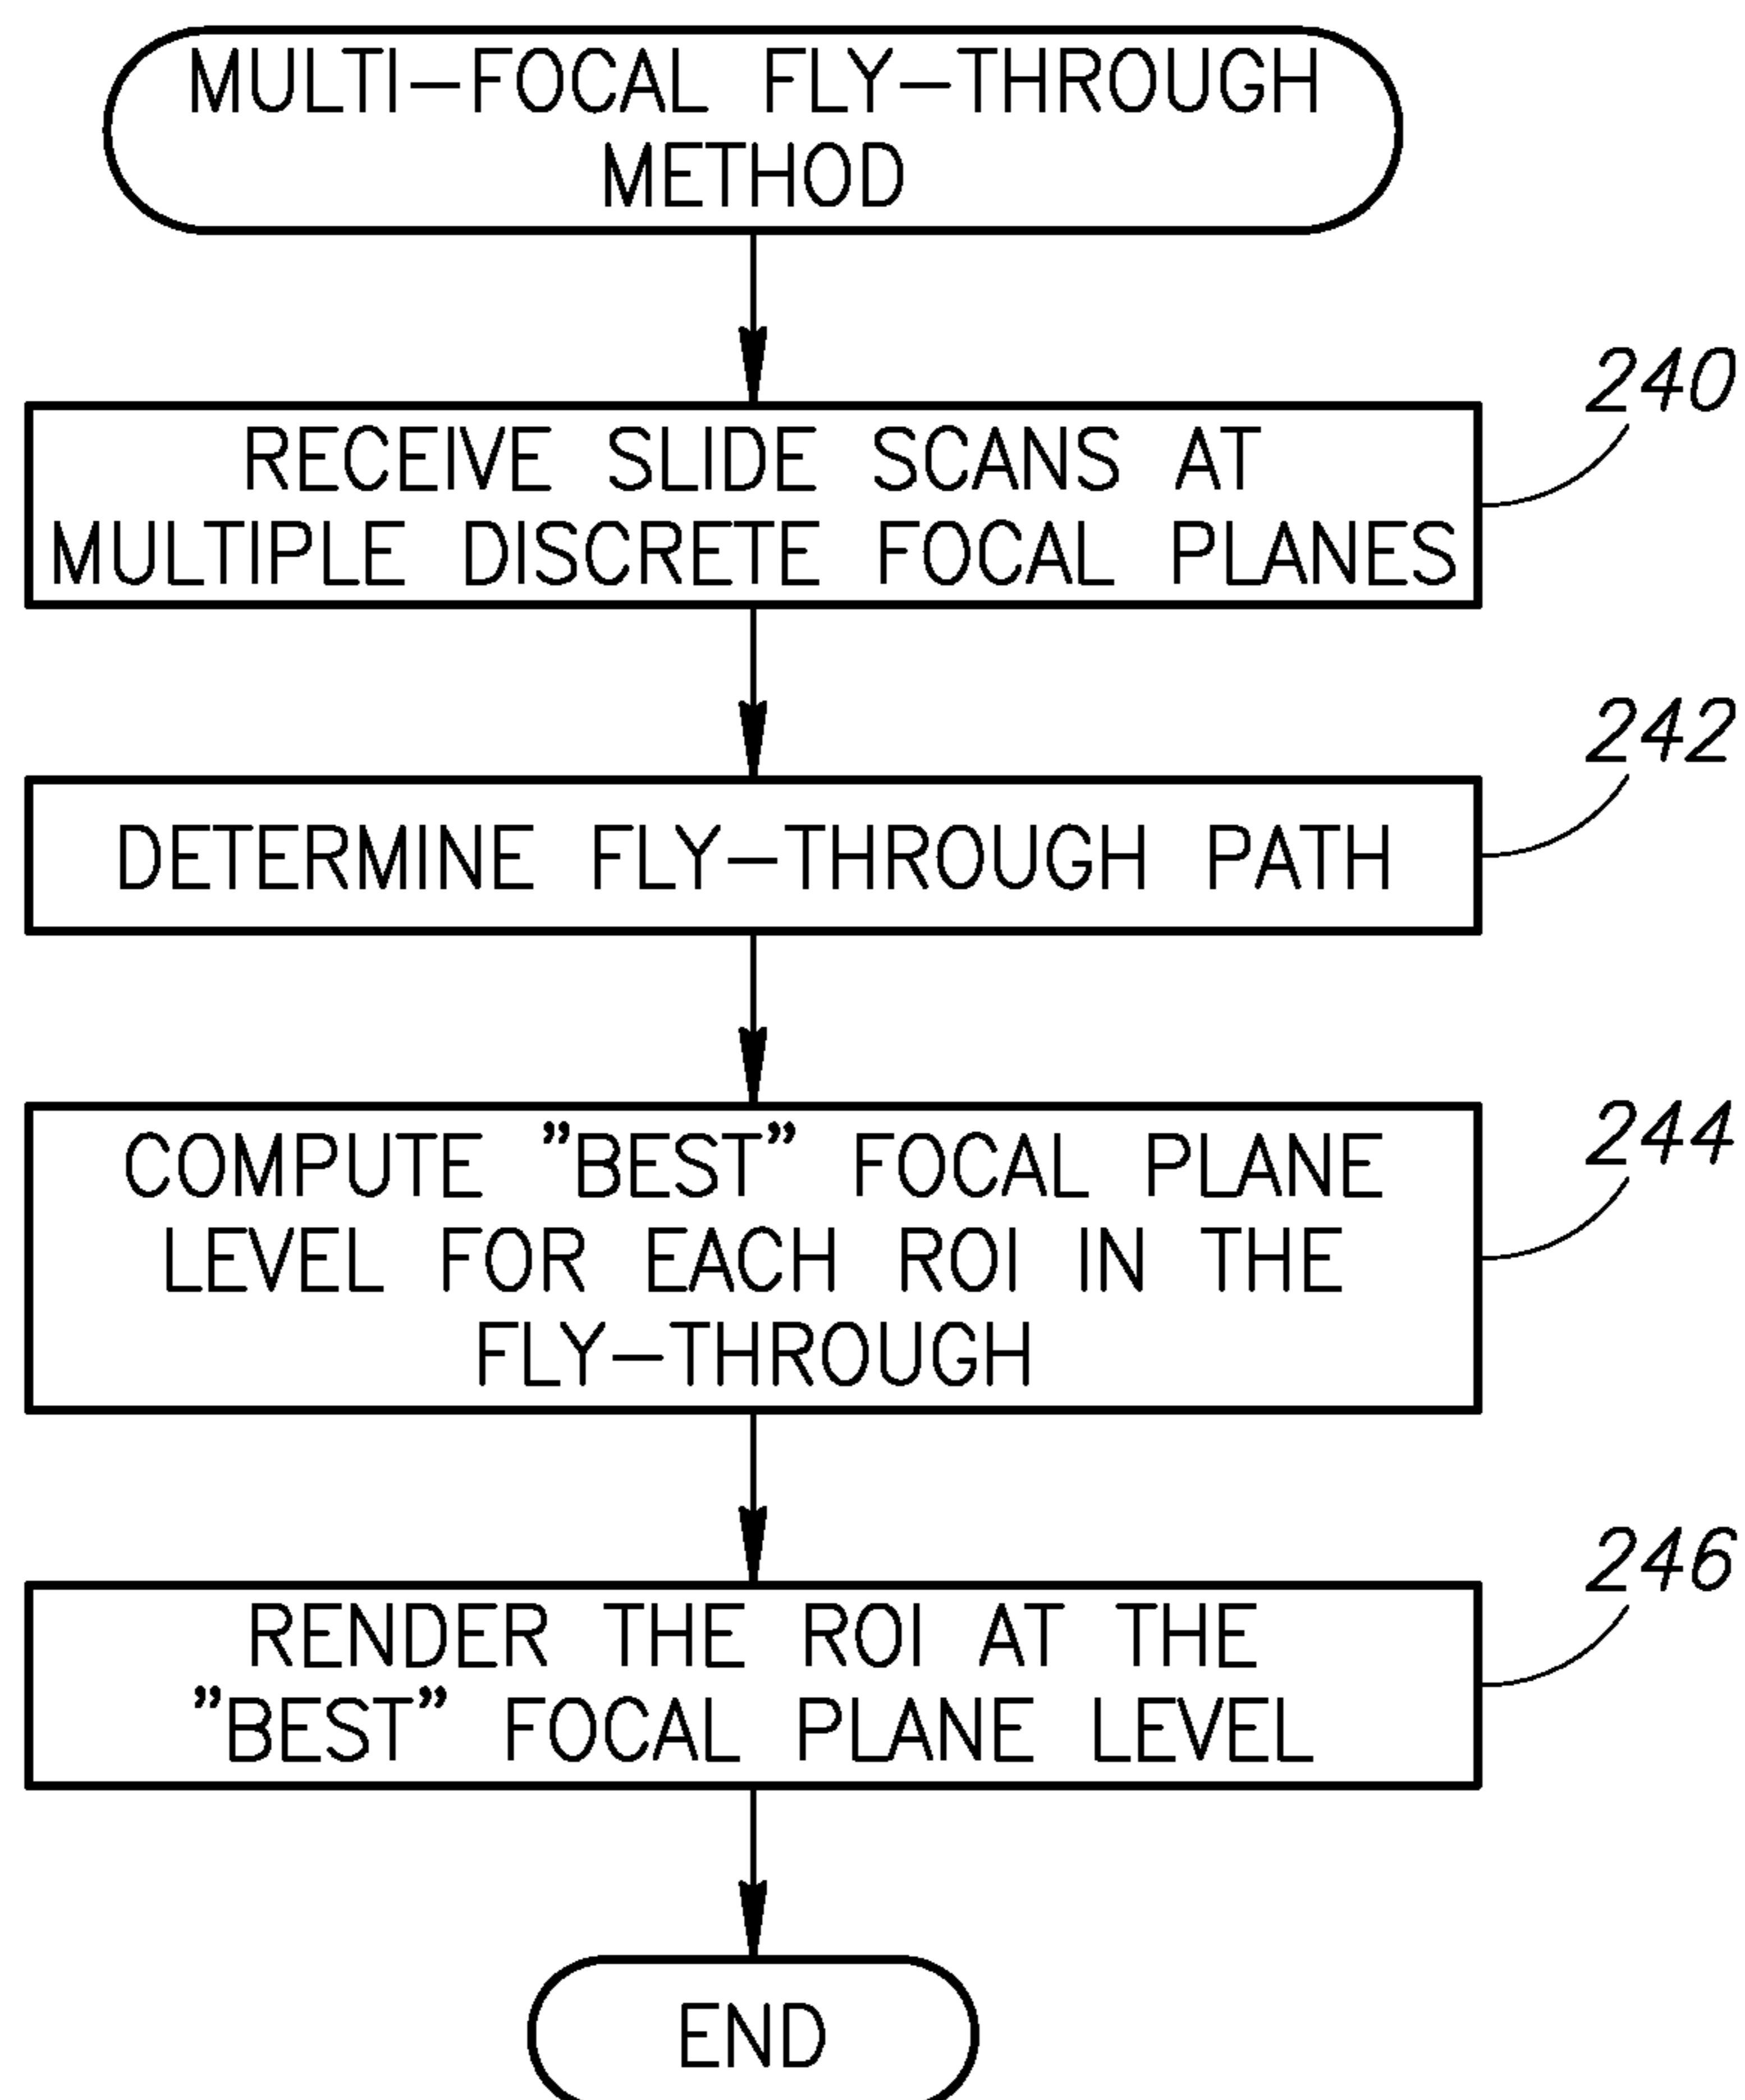 MULTI-FOCAL FLY-THROUGH
METHOD
240
RECEIVE SLIDE SCANS AT
MULTIPLE DISCRETE FOCAL PLANES
242
DETERMINE FLY-THROUGH PATH
244
COMPUTE ”BEST” FOCAL PLANE
LEVEL FOR EACH ROI IN THE
FLY-THROUGH
246
RENDER THE ROI AT THE
”BEST” FOCAL PLANE LEVEL
END